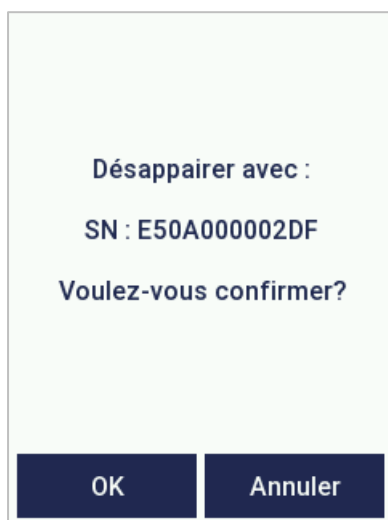 Désappairer avec :
SN : E50A000002DF
Voulez-vous confirmer?
OK
Annuler